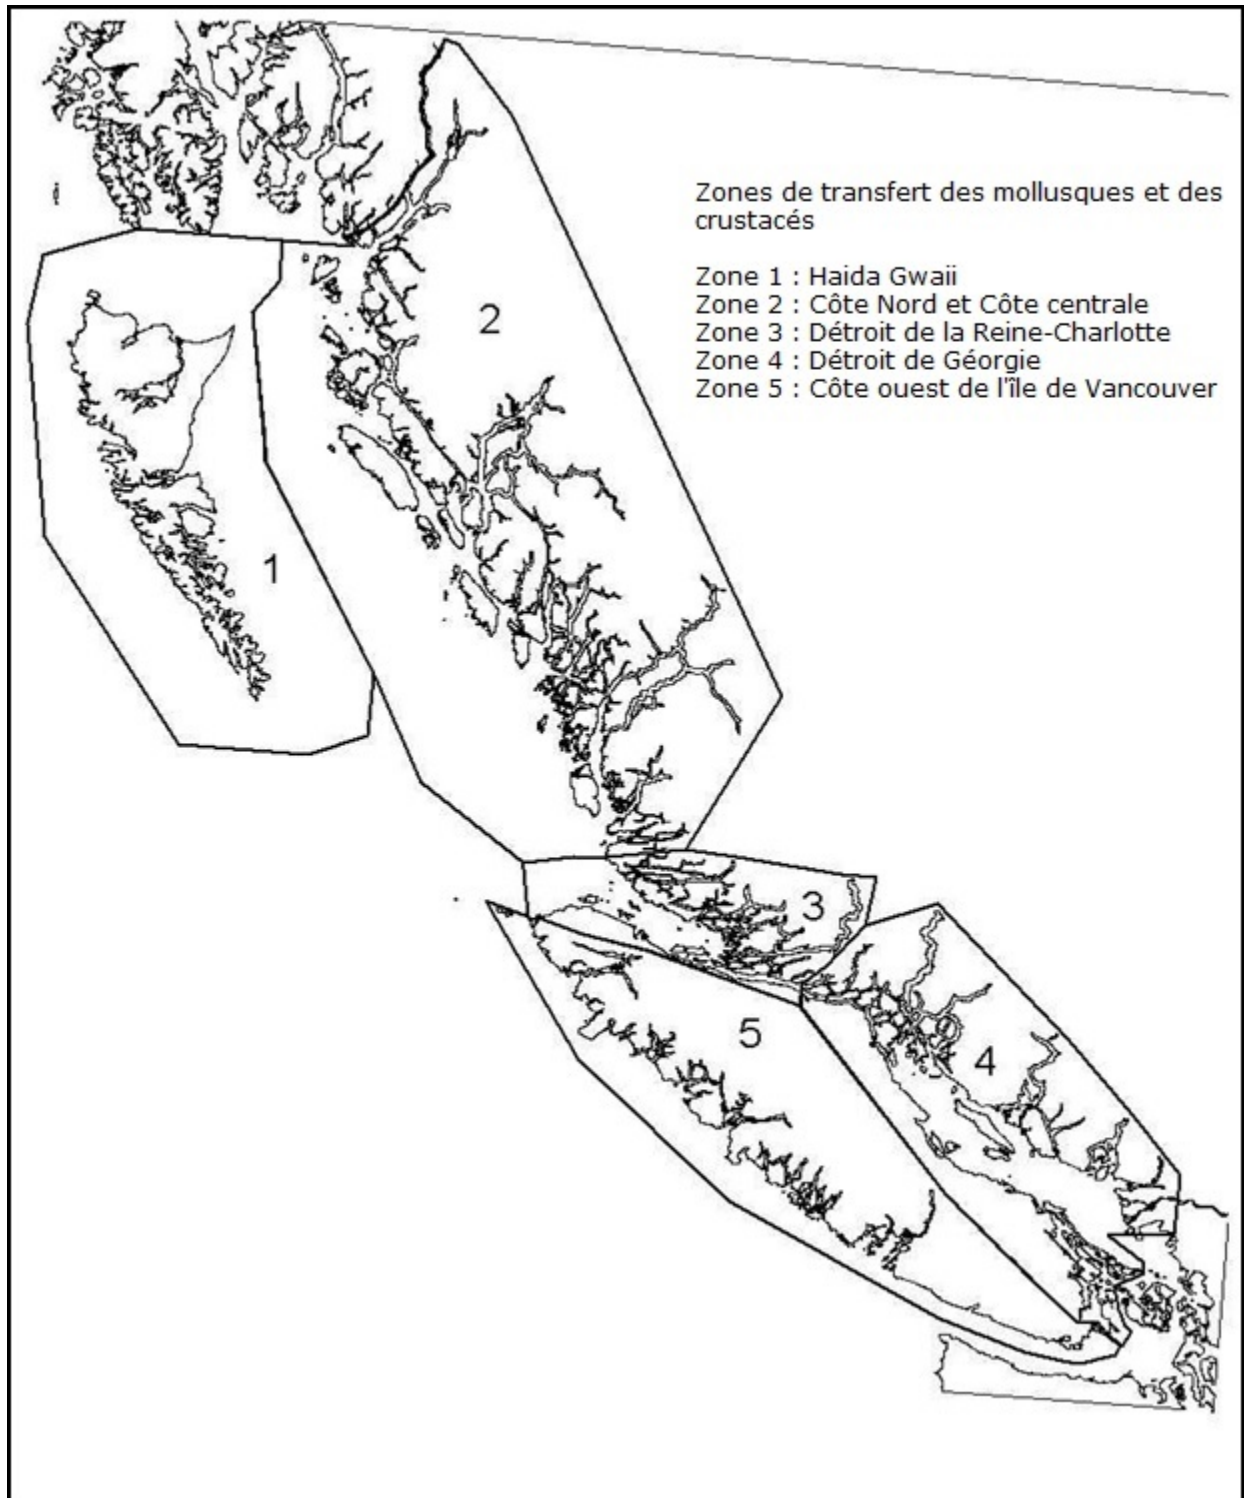 Zones de transfert des mollusques et des
crustacés
Zone 1 : Haida Gwaii
Zone 2 : Côte Nord et Côte centrale
Zone 3 : Détroit de la Reine-Charlotte
Zone 4 : Détroit de Géorgie
Zone 5 : Côte ouest de l'île de Vancouver
2
1
3
5
4